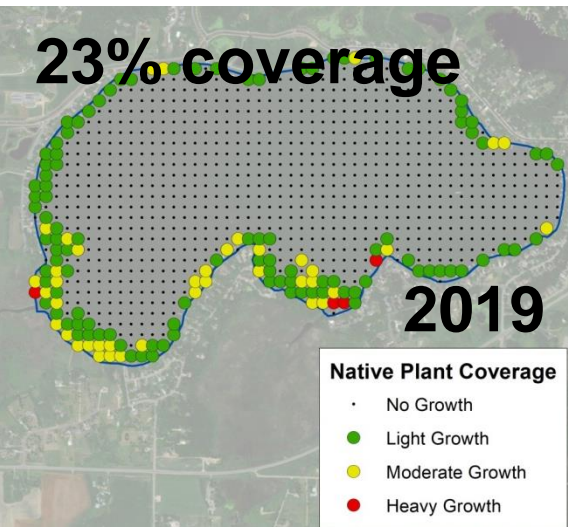 23% coverage
2019
Native Plant Coverage
No Growth
Light Growth
Moderate Growth
Heavy Growth